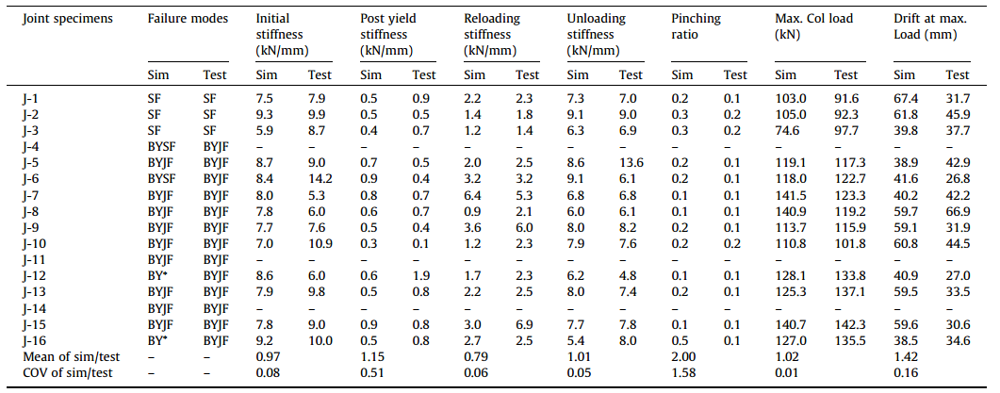 Joint specimens Failure modes Initial stiffness (kN/mm) Post yield stiffness (kN/mm) Reloading stiffness (kN/mm) Unloading stiffness (kN/mm) Pinching ratio Max. Col load (kN) Drift at max. Load (mm)
Sim Test Sim Test Sim Test Sim Test Sim Test Sim Test Sim Test Sim Test
J-1 SF SF 7.5 7.9 0.5 0.9 2.2 2.3 7.3 7.0 0.2 0.1 103.0 91.6 67.4 31.7
J-2 SF SF 9.3 9.9 0.5 0.5 1.4 1.8 9.1 9.0 0.3 0.2 105.0 92.3 61.8 45.9
J-3 SF SF 5.9 8.7 0.4 0.7 1.2 1.4 6.3 6.9 0.3 0.2 74.6 97.7 39.8 37.7
J-4 BYSF BYJF – – – – – – – – – – – – – –
J-5 BYJF BYJF 8.7 9.0 0.7 0.5 2.0 2.5 8.6 13.6 0.2 0.1 119.1 117.3 38.9 42.9
J-6 BYSF BYJF 8.4 14.2 0.9 0.4 3.2 3.2 9.1 6.1 0.2 0.1 118.0 122.7 41.6 26.8
J-7 BYJF BYJF 8.0 5.3 0.8 0.7 6.4 5.3 6.8 6.8 0.1 0.1 141.5 123.3 40.2 42.2
J-8 BYJF BYJF 7.8 6.0 0.6 0.7 0.9 2.1 6.0 6.1 0.1 0.1 140.9 119.2 59.7 66.9
J-9 BYJF BYJF 7.7 7.6 0.5 0.4 3.6 6.0 8.0 8.2 0.2 0.1 113.7 115.9 59.1 31.9
J-10 BYJF BYJF 7.0 10.9 0.3 0.1 1.2 2.3 7.9 7.6 0.2 0.2 110.8 101.8 60.8 44.5
J-11 BYJF BYJF – – – – – – – – – – – – – –
J-12 BY* BYJF 8.6 6.0 0.6 1.9 1.7 2.3 6.2 4.8 0.1 0.1 128.1 133.8 40.9 27.0
J-13 BYJF BYJF 7.9 9.8 0.5 0.8 2.2 2.5 8.0 7.4 0.2 0.1 125.3 137.1 59.5 33.5
J-14 BYJF BYJF – – – – – – – – – – – – – –
J-15 BYJF BYJF 7.8 9.0 0.9 0.8 3.0 6.9 7.7 7.8 0.1 0.1 140.7 142.3 59.6 30.6
J-16 BY* BYJF 9.2 10.0 0.5 0.8 2.7 2.5 5.4 8.0 0.5 0.1 127.0 135.5 38.5 34.6
Mean of sim/test – – 0.97 1.15 0.79 1.01 2.00 1.02 1.42
COV of sim/test – – 0.08 0.51 0.06 0.05 1.58 0.01 0.16